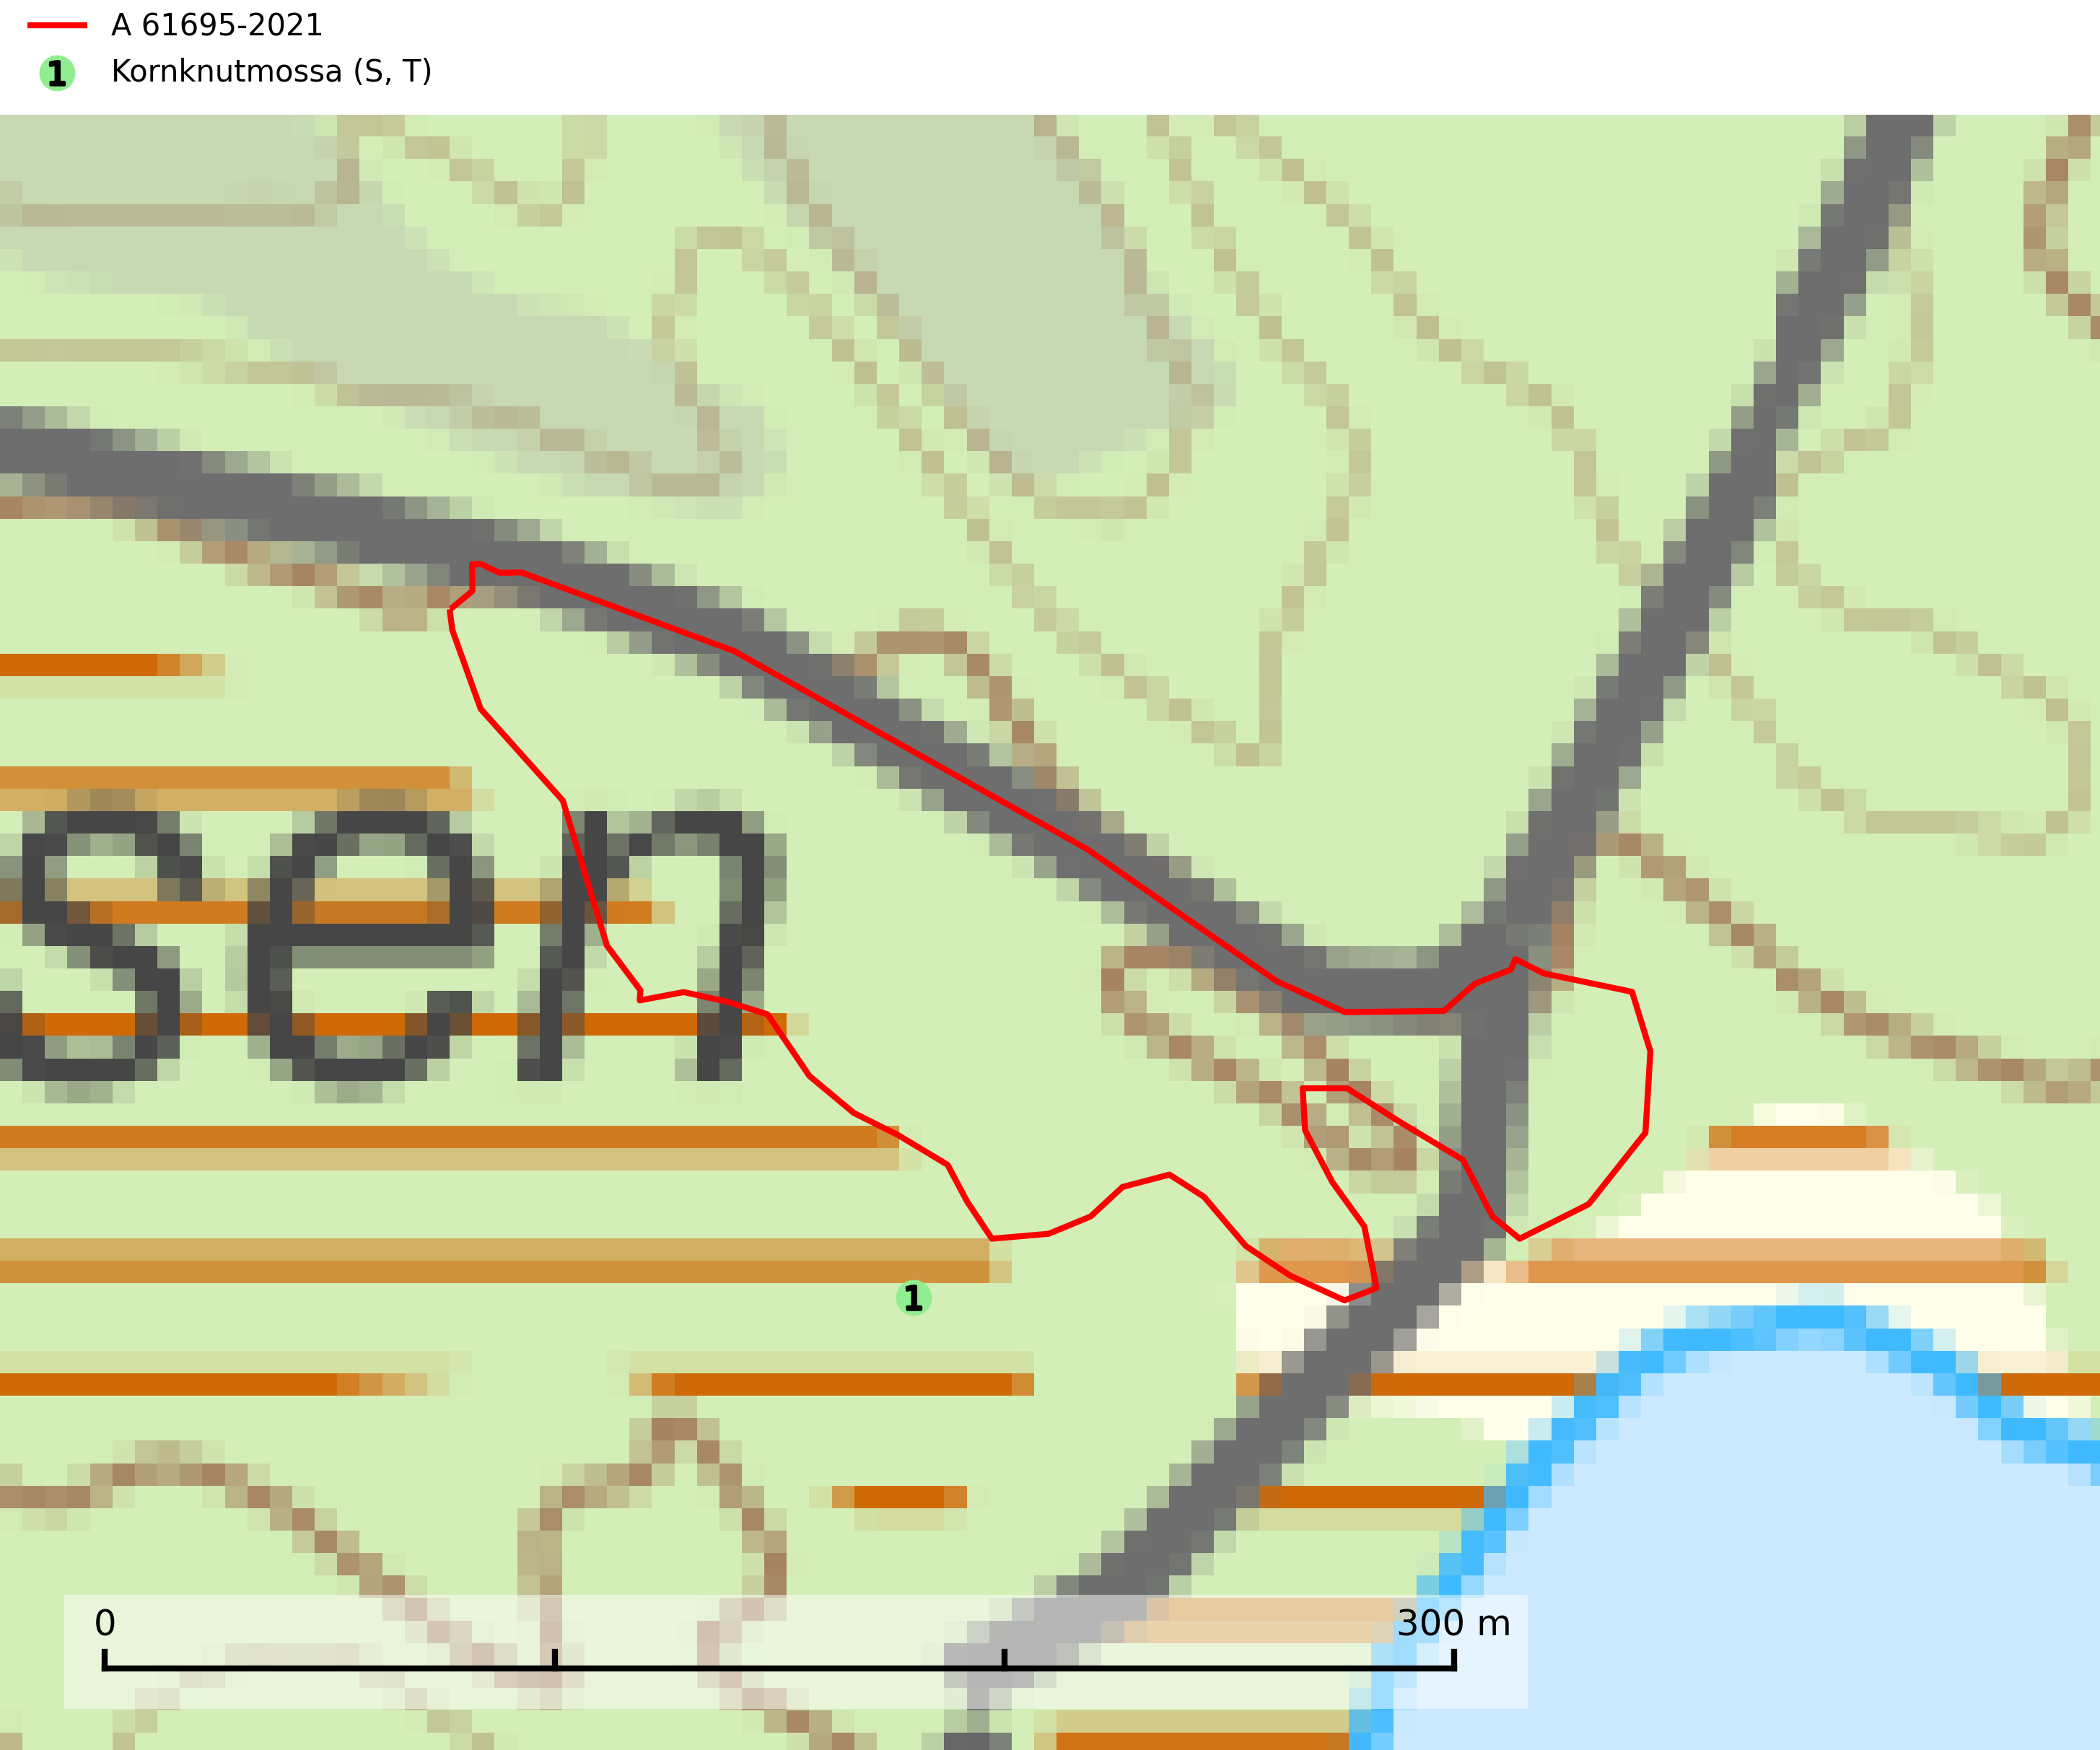 A 61695-2021
1 Kornknutmossa (S, T)
sen
1
0 300 m